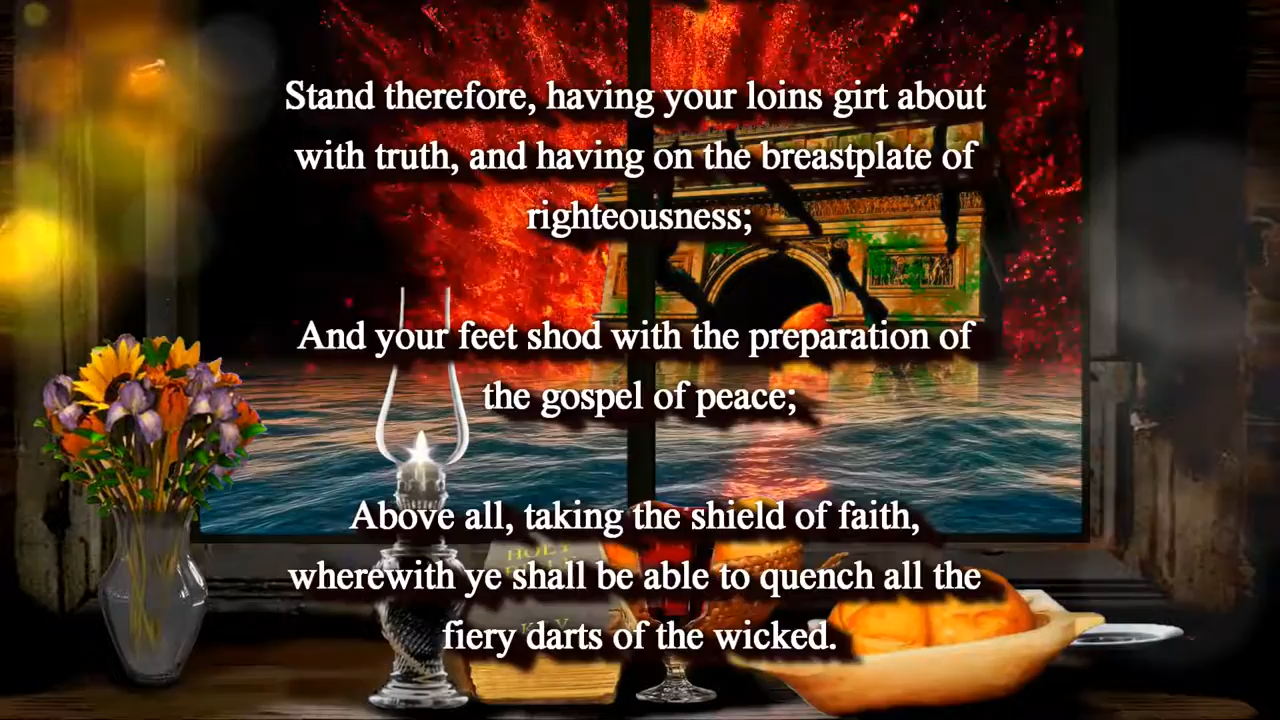 Stand therefore, having your loins girt about
with truth, and having on the breastplate of
righteousness;
And your feet shod with the preparation of
the gospel of peace;
Above all, taking the shield of faith,
wherewith ye shall be able to quench all the
fiery darts of the wicked.
HOLY
KJV